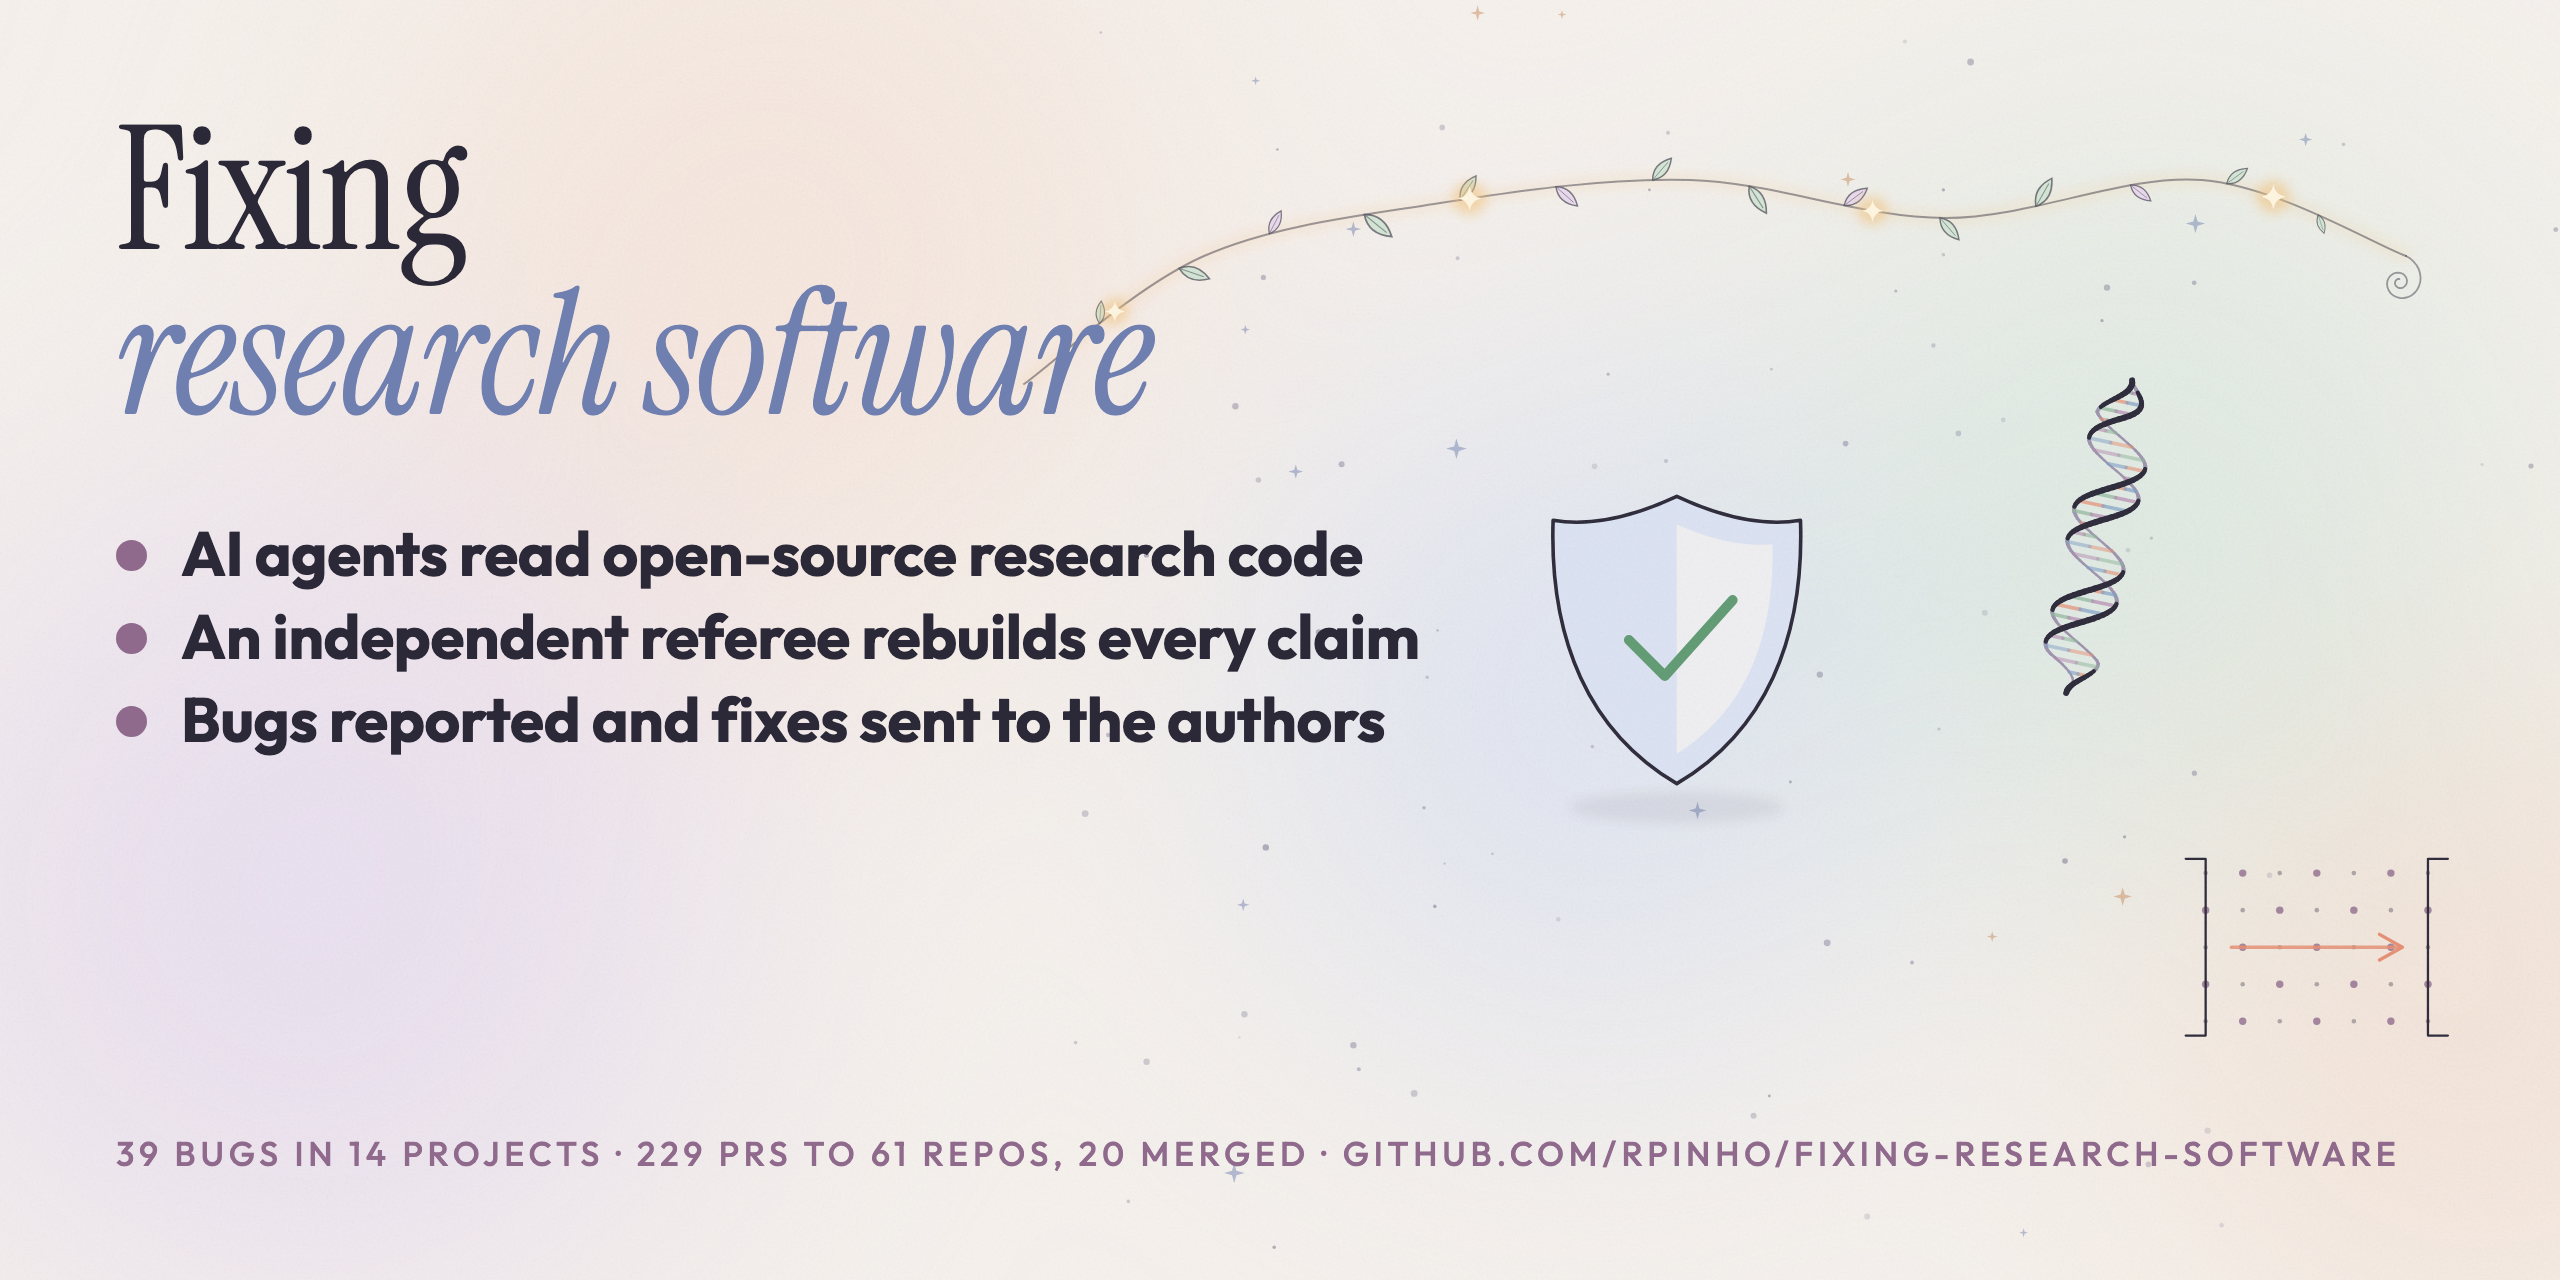 Fixing
research software
AI agents read open-source research code
An independent referee rebuilds every claim
Bugs reported and fixes sent to the authors
39 BUGS IN 14 PROJECTS · 229 PRS TO 61 REPOS, 20 MERGED · GITHUB.COM/RPINHO/FIXING-RESEARCH-SOFTWARE